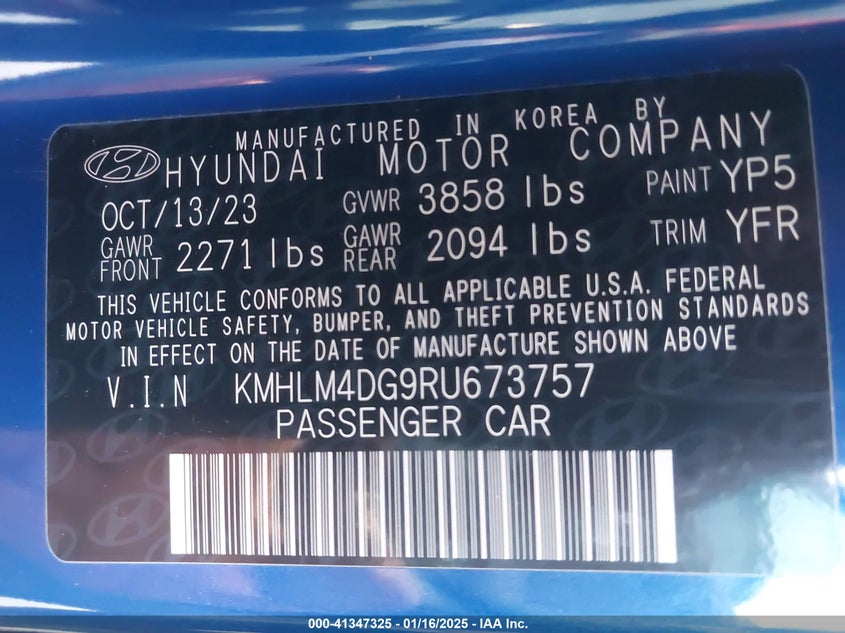 MANUFACTURED IN KOREA BY
HYUNDAI MOTOR COMPANY
OCT/13/23 GVWR 3858 lbs PAINT YP5
GAWR FRONT 2271 lbs GAWR REAR 2094 lbs TRIM YFR
THIS VEHICLE CONFORMS TO ALL APPLICABLE U.S.A. FEDERAL
MOTOR VEHICLE SAFETY, BUMPER, AND THEFT PREVENTION STANDARDS
IN EFFECT ON THE DATE OF MANUFACTURE SHOWN ABOVE
V.I.N KMHLM4DG9RU673757
PASSENGER CAR
000-41347325 - 01/16/2025 - IAA Inc.